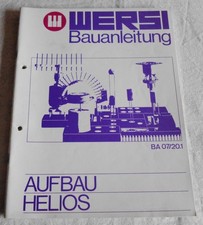 WERSI
Bauanleitung
BA 07/20.1
AUFBAU
HELIOS